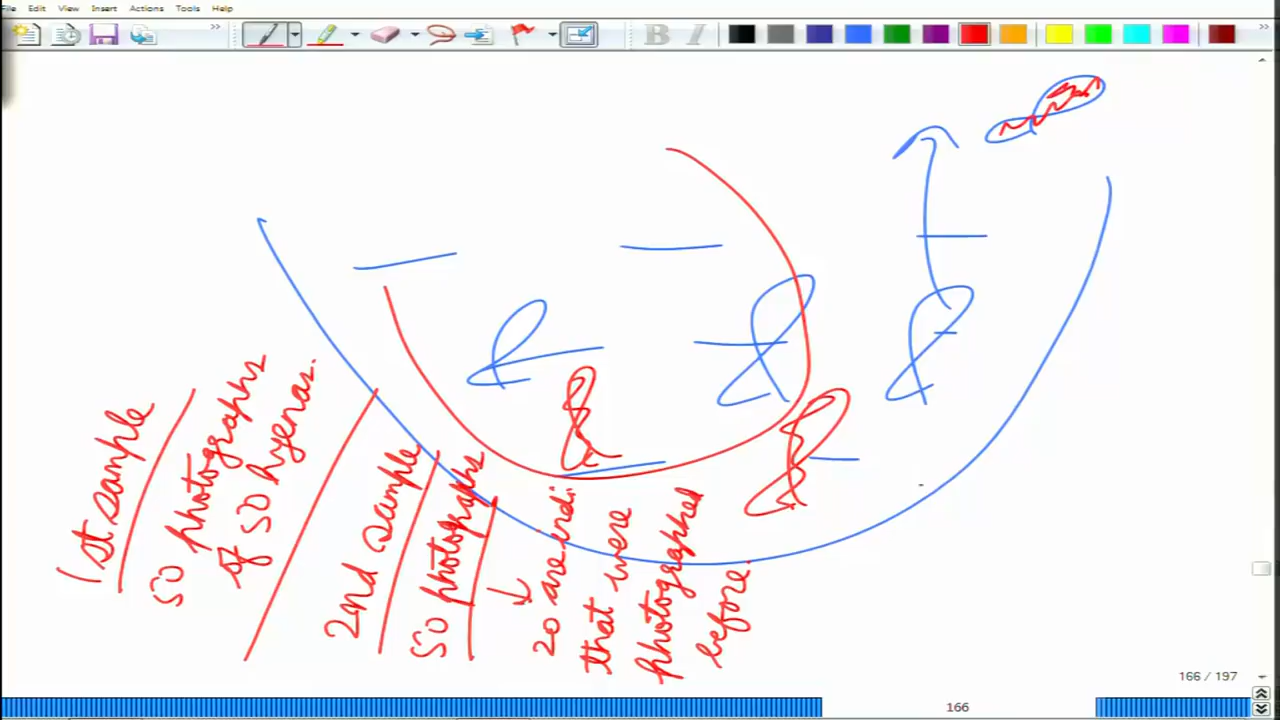 File Edit View Insert Actions Tools Help
1st sample
50 photographs
of 50 hyenas.
2nd sample
50 photographs
↓
20 are indi.
that were
photographed
before.
166 / 197
166